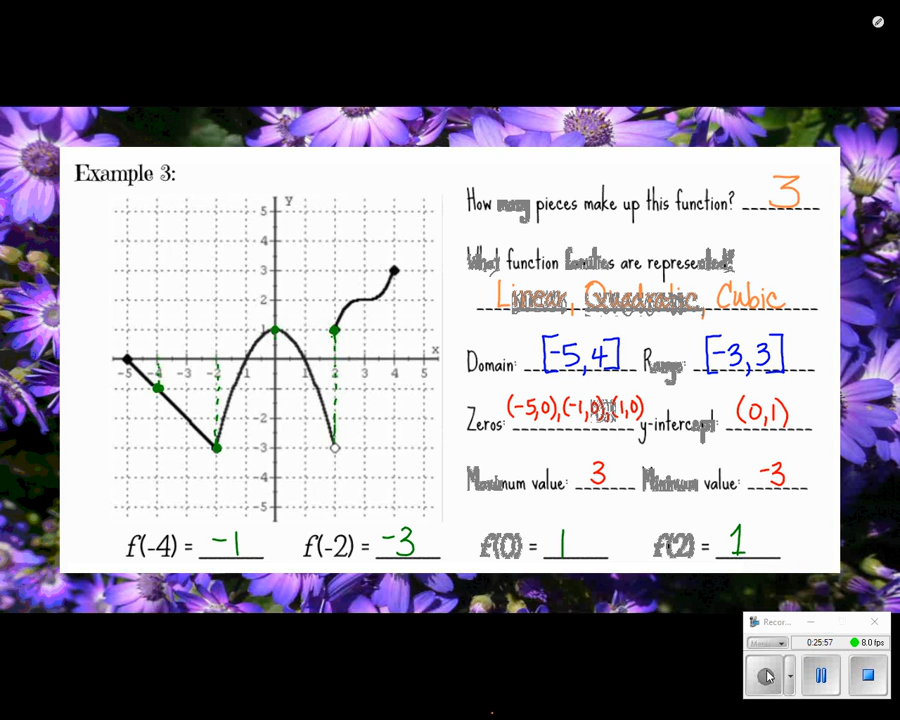 Example 3:
How many pieces make up this function? 3
What function families are represented?
Linear, Quadratic, Cubic
Domain: [-5,4] Range: [-3,3]
Zeros: (-5,0),(-1,0),(1,0) y-intercept: (0,1)
Maximum value: 3 Minimum value: -3
f(-4) = -1 f(-2) = -3 f(0) = 1 f(2) = 1
Y
5
4
3
2
1
x
-5 -4 -3 -2 1 2 3 4 5
-2
-3
-4
-5
Recor...
Menu 0:25:57 8.0 fps